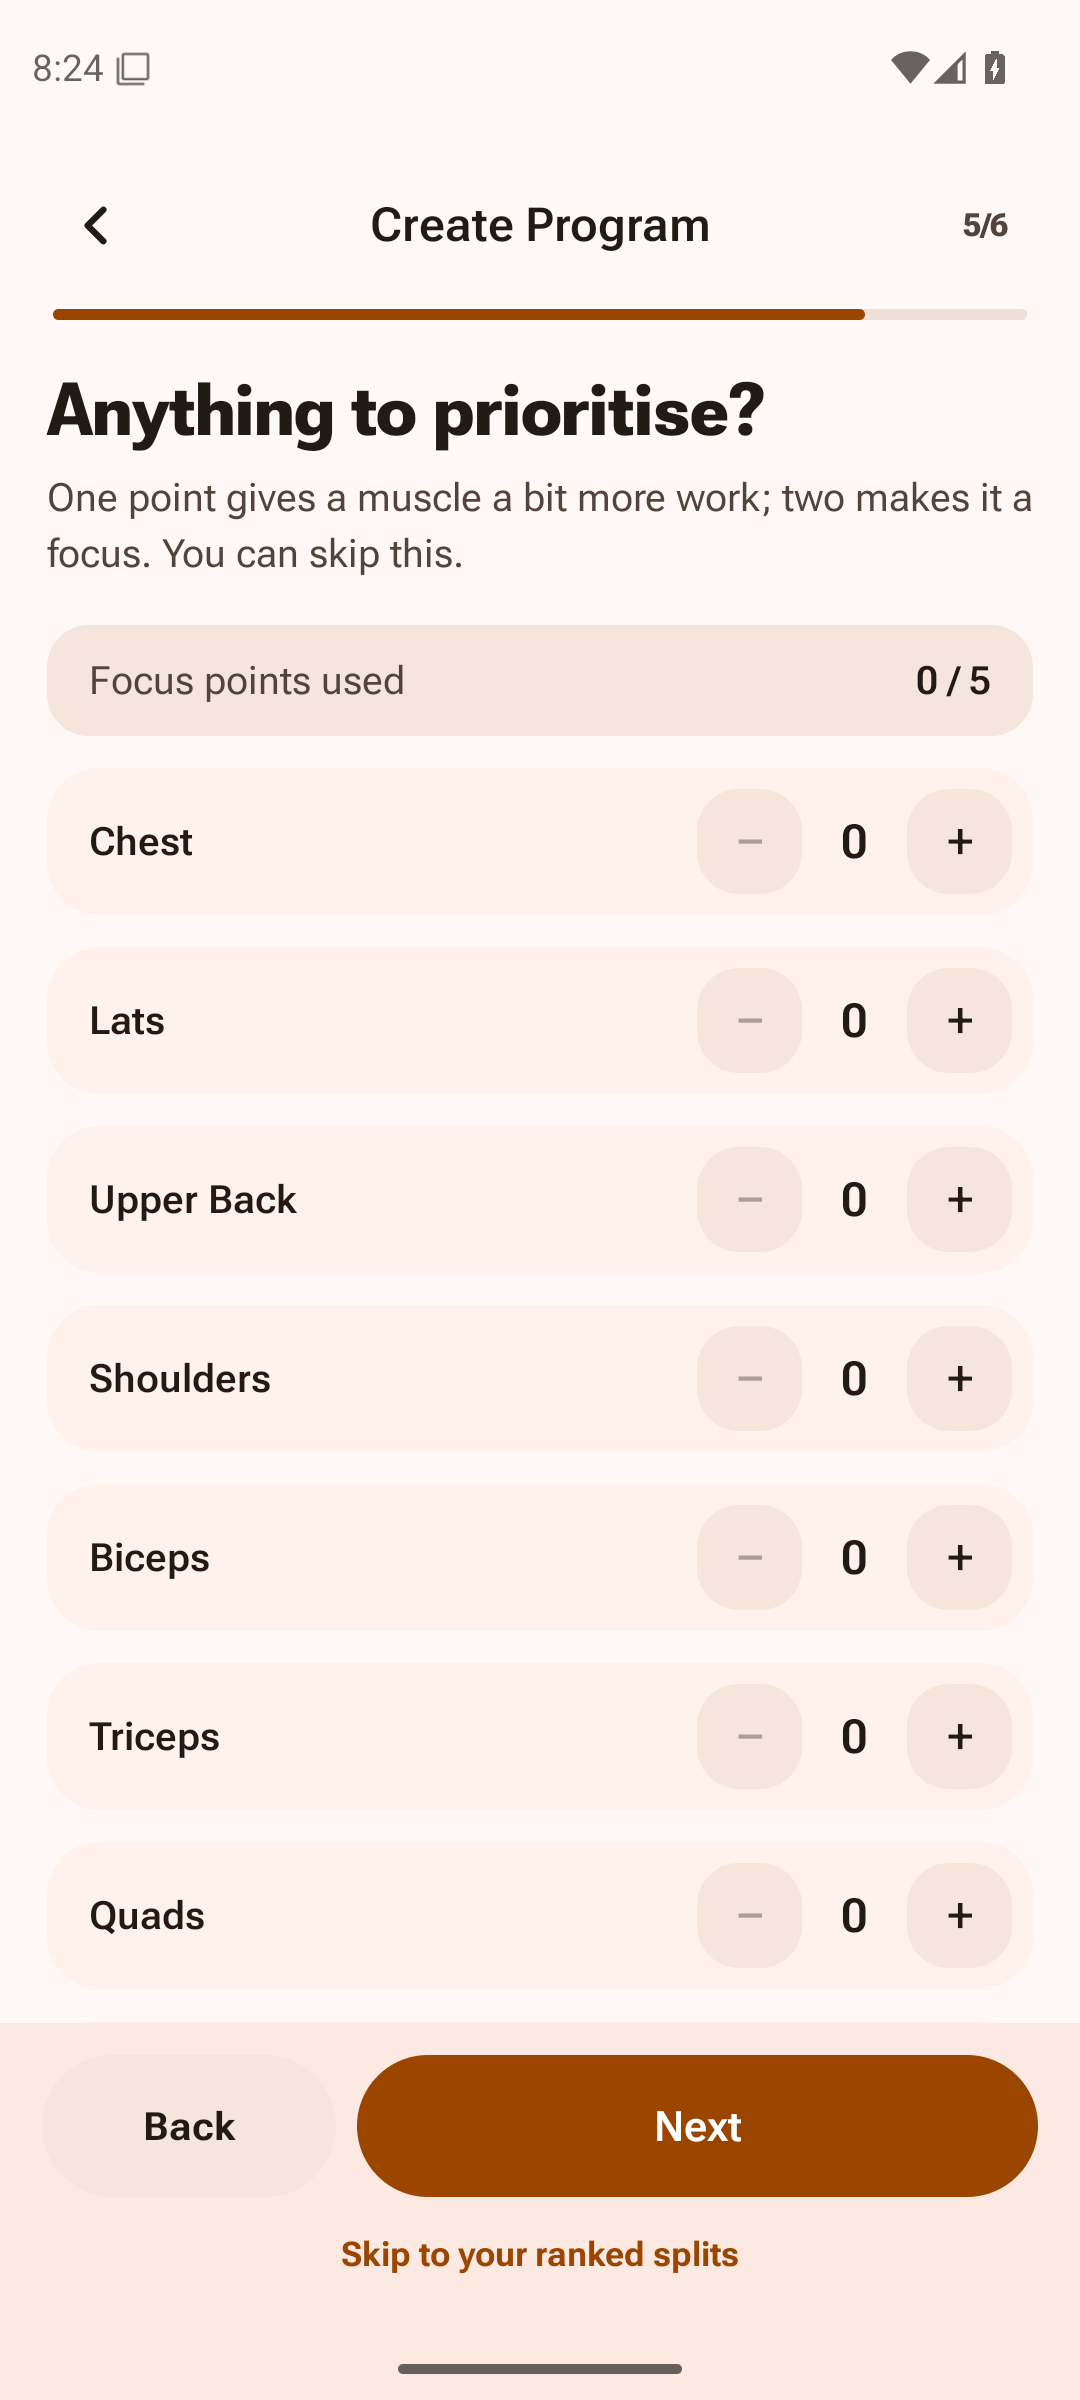 8:24
Create Program
5/6
Anything to prioritise?
One point gives a muscle a bit more work; two makes it a
focus. You can skip this.
Focus points used 0 / 5
Chest − 0 +
Lats − 0 +
Upper Back − 0 +
Shoulders − 0 +
Biceps − 0 +
Triceps − 0 +
Quads − 0 +
Back
Next
Skip to your ranked splits